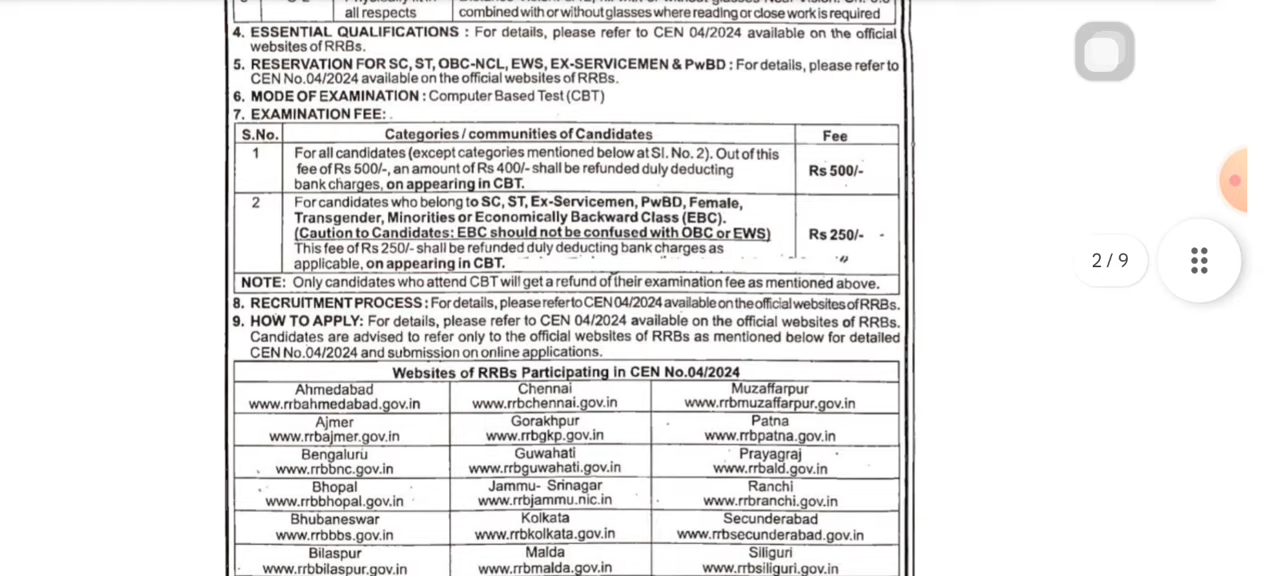 all respects
combined with or without glasses where reading or close work is required
4. ESSENTIAL QUALIFICATIONS : For details, please refer to CEN 04/2024 available on the official
websites of RRBs.
5. RESERVATION FOR SC, ST, OBC-NCL, EWS, EX-SERVICEMEN & PwBD : For details, please refer to
CEN No.04/2024 available on the official websites of RRBs.
6. MODE OF EXAMINATION : Computer Based Test (CBT)
7. EXAMINATION FEE:
S.No. Categories / communities of Candidates Fee
1 For all candidates (except categories mentioned below at Sl. No. 2). Out of this
fee of Rs 500/-, an amount of Rs 400/- shall be refunded duly deducting
bank charges, on appearing in CBT.
Rs 500/-
2 For candidates who belong to SC, ST, Ex-Servicemen, PwBD, Female,
Transgender, Minorities or Economically Backward Class (EBC).
(Caution to Candidates: EBC should not be confused with OBC or EWS)
This fee of Rs 250/- shall be refunded duly deducting bank charges as
applicable, on appearing in CBT.
Rs 250/-
NOTE: Only candidates who attend CBT will get a refund of their examination fee as mentioned above.
8. RECRUITMENT PROCESS : For details, please refer to CEN 04/2024 available on the official websites of RRBs.
9. HOW TO APPLY: For details, please refer to CEN 04/2024 available on the official websites of RRBs.
Candidates are advised to refer only to the official websites of RRBs as mentioned below for detailed
CEN No.04/2024 and submission on online applications.
Websites of RRBs Participating in CEN No.04/2024
Ahmedabad Chennai Muzaffarpur
www.rrbahmedabad.gov.in www.rrbchennai.gov.in www.rrbmuzaffarpur.gov.in
Ajmer Gorakhpur Patna
www.rrbajmer.gov.in www.rrbgkp.gov.in www.rrbpatna.gov.in
Bengaluru Guwahati Prayagraj
www.rrbbnc.gov.in www.rrbguwahati.gov.in www.rrbald.gov.in
Bhopal Jammu- Srinagar Ranchi
www.rrbbhopal.gov.in www.rrbjammu.nic.in www.rrbranchi.gov.in
Bhubaneswar Kolkata Secunderabad
www.rrbbbs.gov.in www.rrbkolkata.gov.in www.rrbsecunderabad.gov.in
Bilaspur Malda Siliguri
www.rrbbilaspur.gov.in www.rrbmalda.gov.in www.rrbsiliguri.gov.in
2 / 9